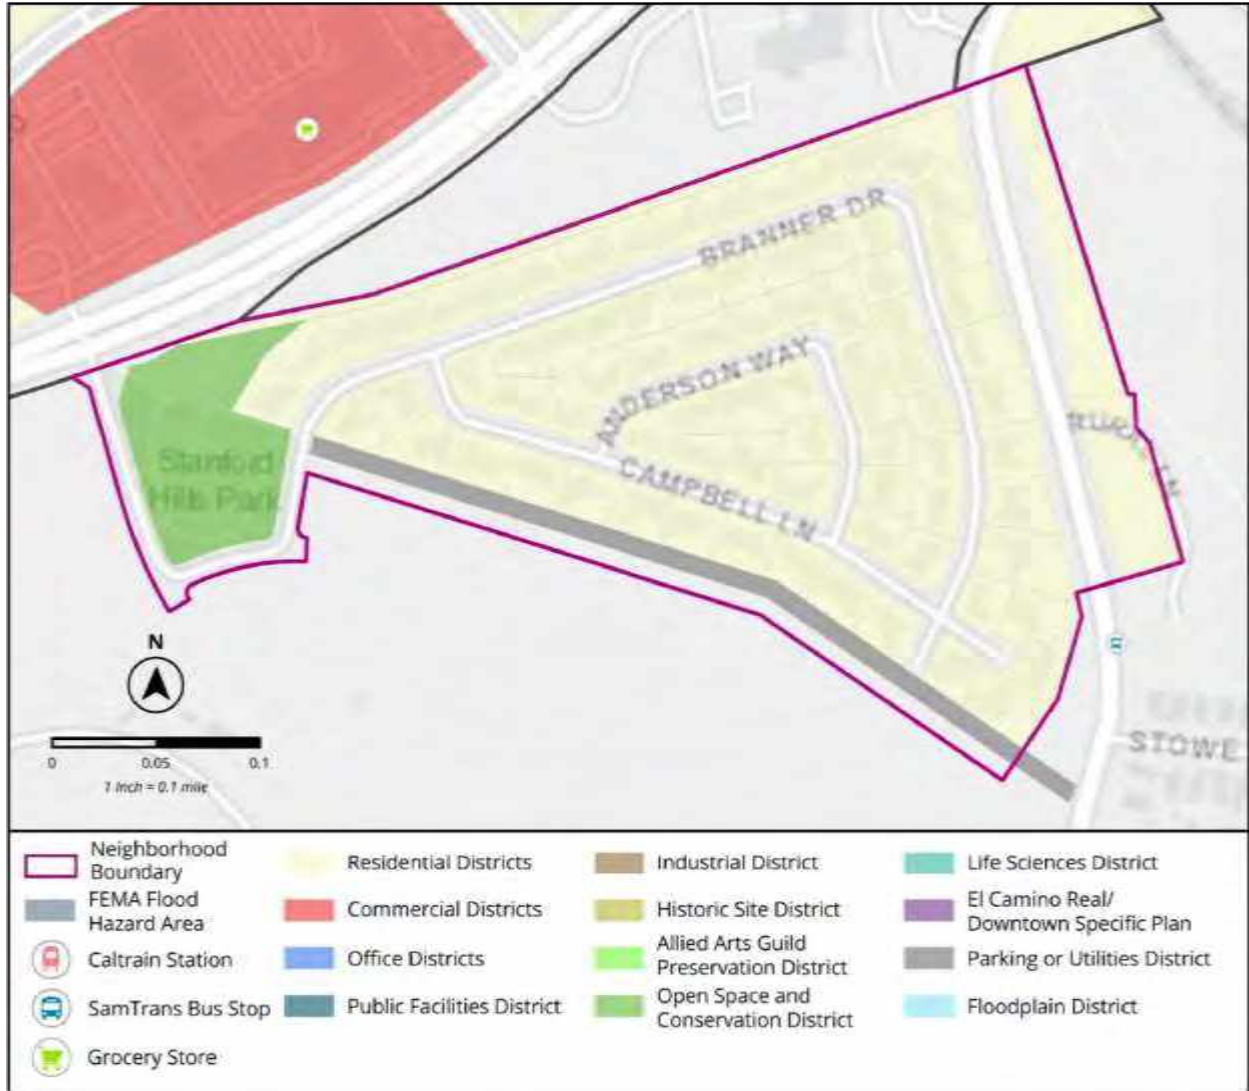 BRANNER DR
ANDERSON WAY
CAMPBELL LN
Stanford
Hills Park
STOWE
N
0
0.05
0.1
1 Inch = 0.1 mile
Neighborhood
Boundary
FEMA Flood
Hazard Area
Caltrain Station
SamTrans Bus Stop
Grocery Store
Residential Districts
Commercial Districts
Office Districts
Public Facilities District
Industrial District
Historic Site District
Allied Arts Guild
Preservation District
Open Space and
Conservation District
Life Sciences District
El Camino Real/
Downtown Specific Plan
Parking or Utilities District
Floodplain District